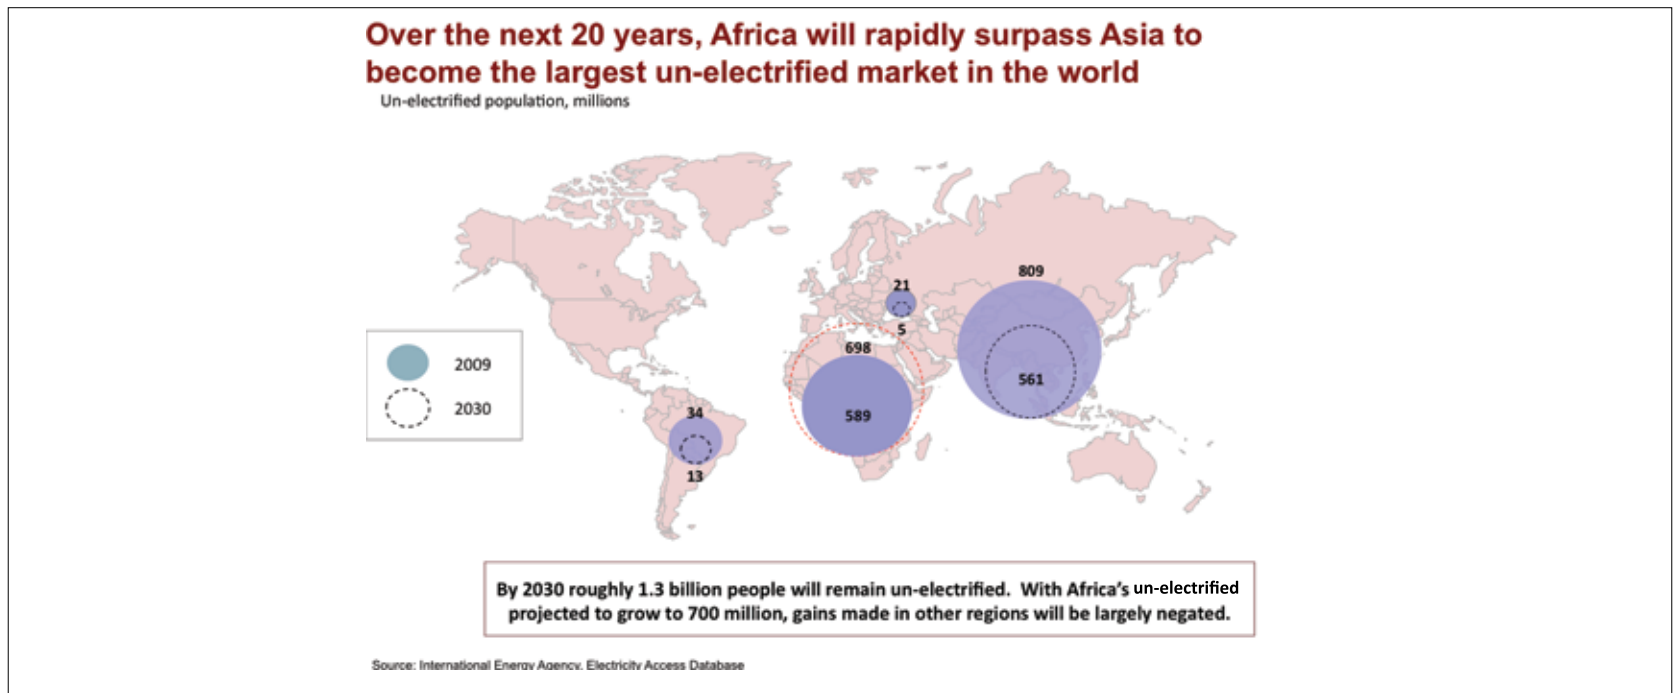 Over the next 20 years, Africa will rapidly surpass Asia to
become the largest un-electrified market in the world
Un-electrified population, millions
809
21
5
698
561
2009
589
2030
34
13
By 2030 roughly 1.3 billion people will remain un-electrified. With Africa's un-electrified
projected to grow to 700 million, gains made in other regions will be largely negated.
Source: International Energy Agency, Electricity Access Database